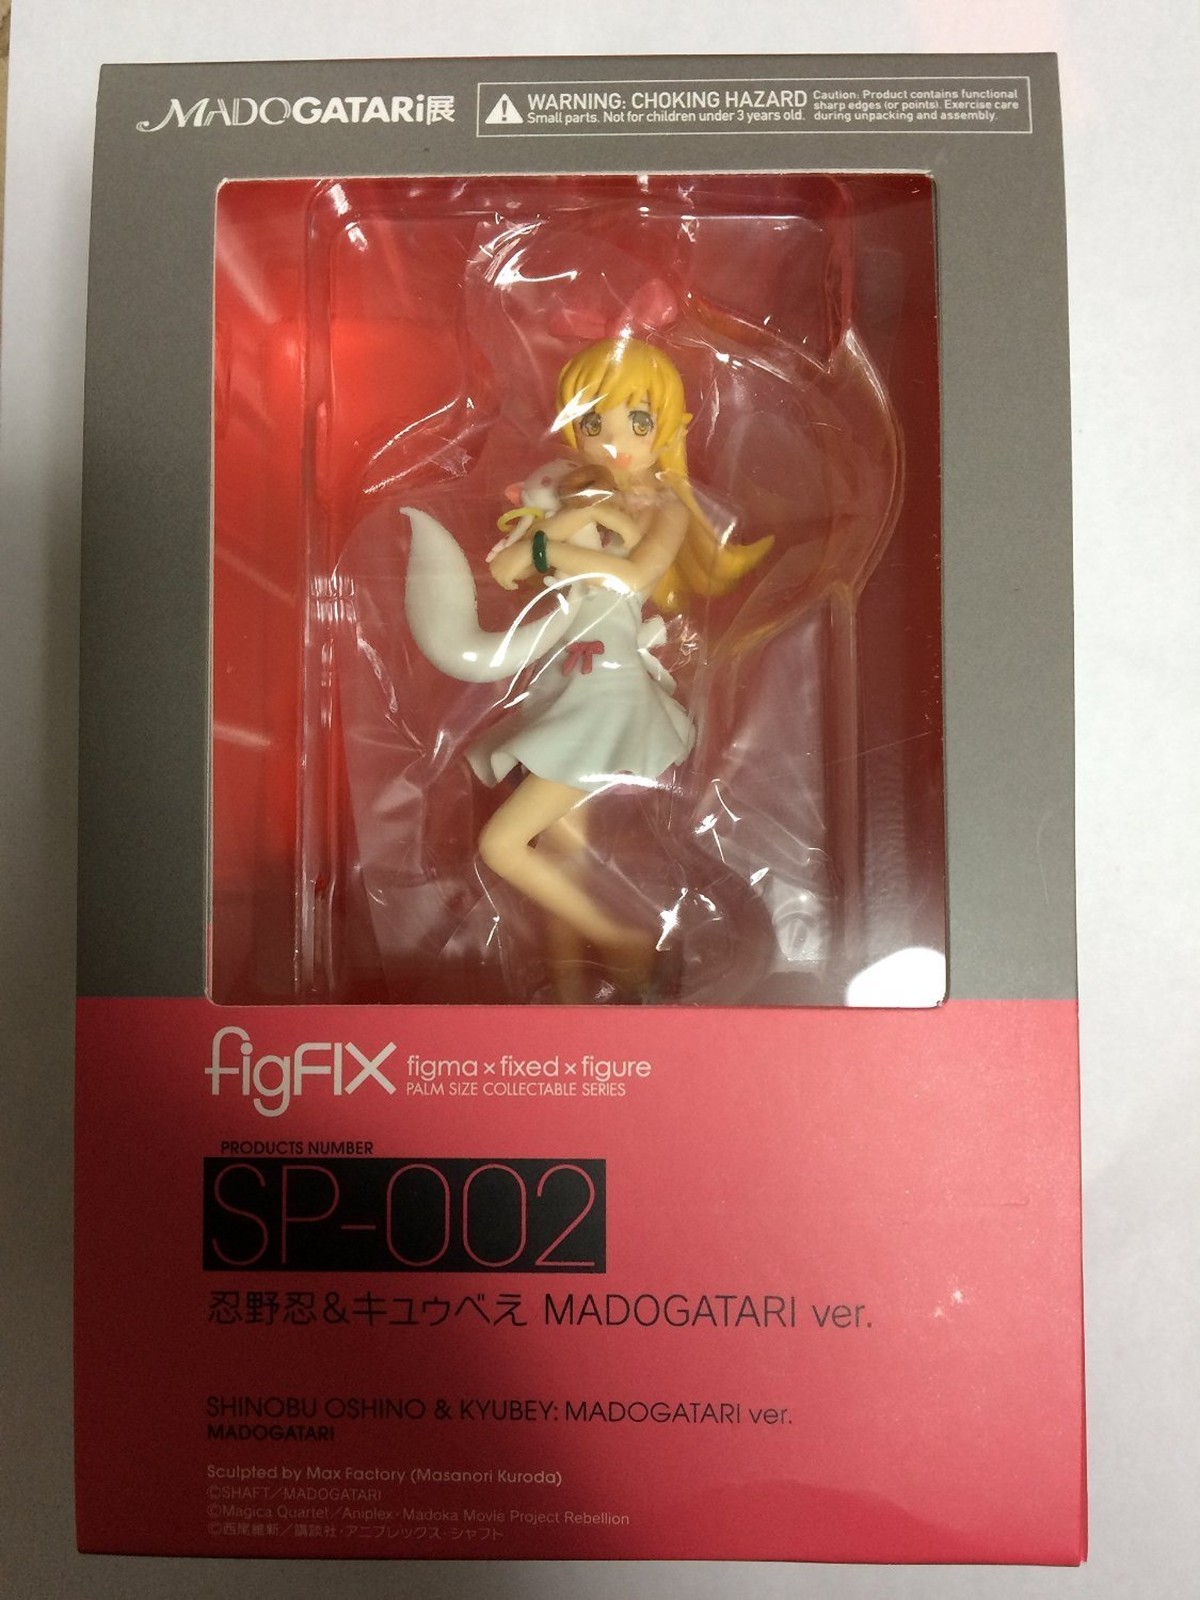 MADOGATARi展
WARNING: CHOKING HAZARD
Small parts. Not for children under 3 years old.
Caution: Product contains functional
sharp edges (or points). Exercise care
during unpacking and assembly.
figFIX
figma×fixed×figure
PALM SIZE COLLECTABLE SERIES
PRODUCTS NUMBER
SP-002
忍野忍&キュゥべえ MADOGATARI ver.
SHINOBU OSHINO & KYUBEY: MADOGATARI ver.
MADOGATARI
Sculpted by Max Factory (Masanori Kuroda)
©SHAFT／MADOGATARI
©Magica Quartet／Aniplex・Madoka Movie Project Rebellion
©西尾維新／講談社・アニプレックス・シャフト